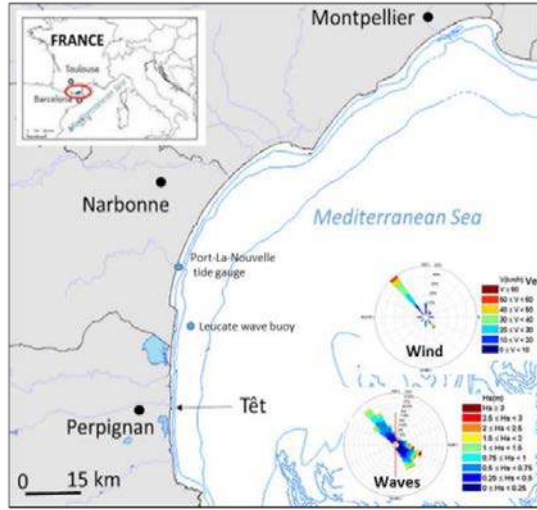 Montpellier
FRANCE
Toulouse
Barcelona
Narbonne
Mediterranean Sea
Port-La-Nouvelle
tide gauge
Leucate wave buoy
V(km/h) Ve
V ≥ 60
50 ≤ V < 60
40 ≤ V < 50
30 ≤ V < 40
20 ≤ V < 30
10 ≤ V < 20
0 ≤ V < 10
Wind
Têt
Perpignan
Hs(m)
Hs ≥ 3
2.5 ≤ Hs < 3
2 ≤ Hs < 2.5
1.5 ≤ Hs < 2
1 ≤ Hs < 1.5
0.75 ≤ Hs < 1
0.5 ≤ Hs < 0.75
0.25 ≤ Hs < 0.5
0 ≤ Hs < 0.25
Waves
0 15 km